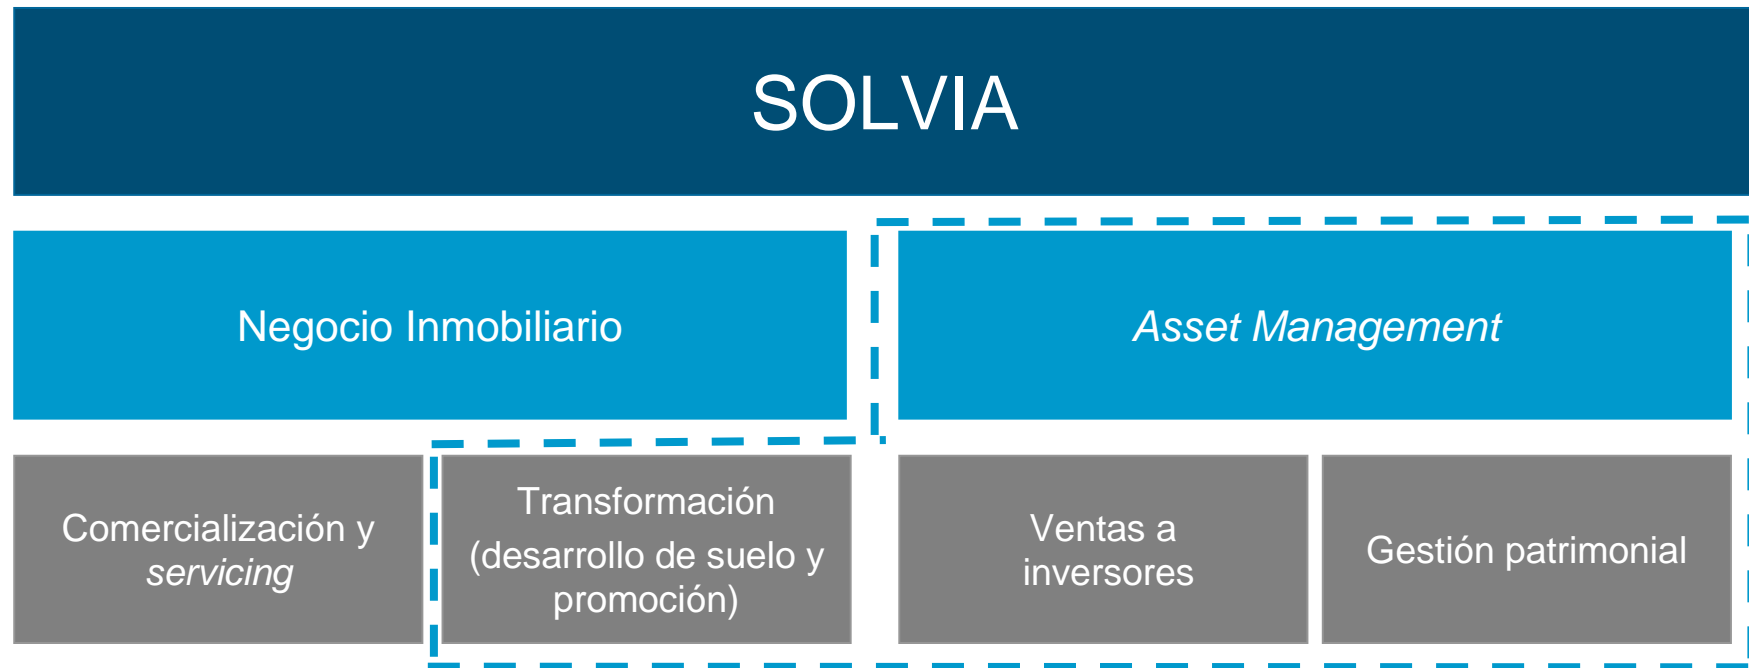 SOLVIA
Negocio Inmobiliario
Asset Management
Comercialización y
servicing
Transformación
(desarrollo de suelo y
promoción)
Ventas a
inversores
Gestión patrimonial